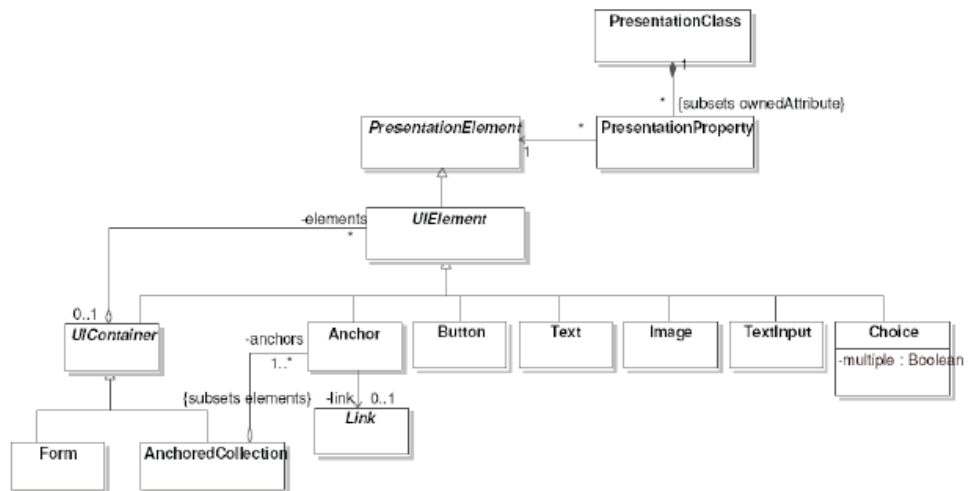 PresentationClass
1
* {subsets ownedAttribute}
PresentationElement
*
PresentationProperty
1
-elements
UIElement
*
0..1
UIContainer
-anchors
Anchor
Button
Text
Image
TextInput
Choice
1..*
-multiple : Boolean
{subsets elements}
-link 0..1
Link
Form
AnchoredCollection